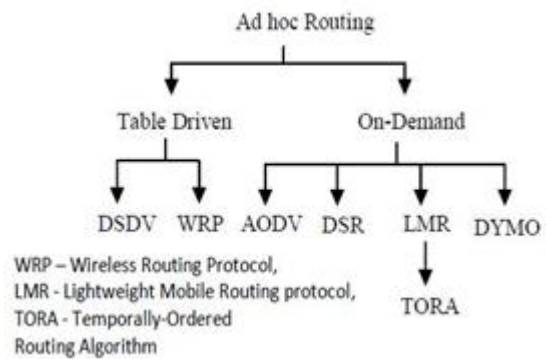 Ad hoc Routing
Table Driven On-Demand
DSDV WRP AODV DSR LMR DYMO
TORA
WRP – Wireless Routing Protocol,
LMR - Lightweight Mobile Routing protocol,
TORA - Temporally-Ordered
Routing Algorithm